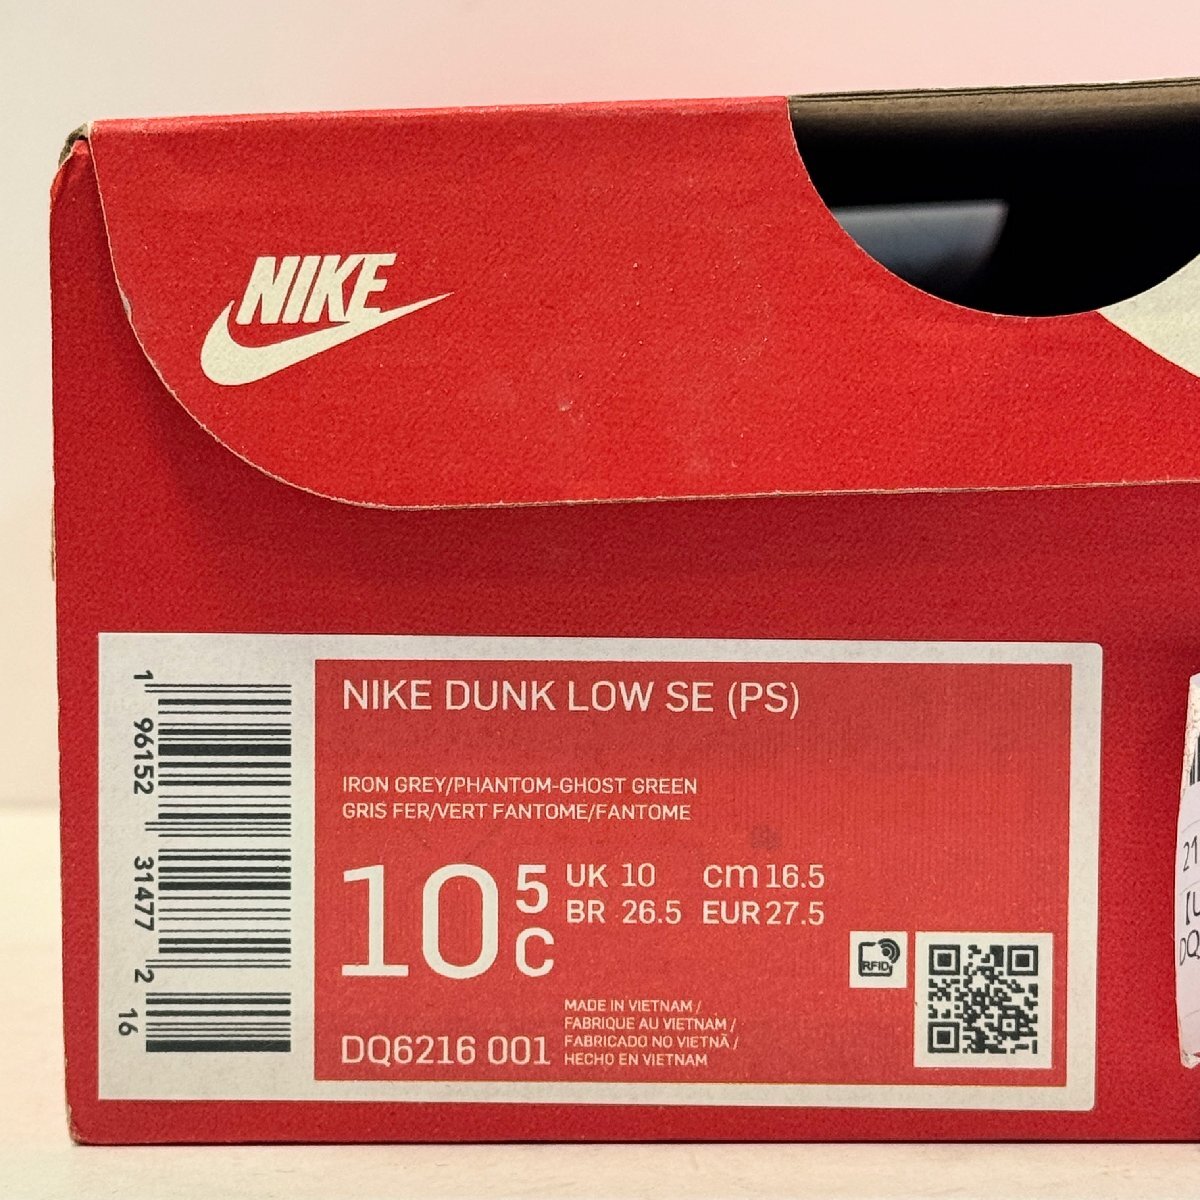 NIKE
NIKE DUNK LOW SE (PS)
IRON GREY/PHANTOM-GHOST GREEN
GRIS FER/VERT FANTOME/FANTOME
10 5 C
UK 10 cm 16.5
BR 26.5 EUR 27.5
RFID
DQ6216 001
MADE IN VIETNAM /
FABRIQUE AU VIETNAM /
FABRICADO NO VIETNÃ /
HECHO EN VIETNAM
1 96152 31477 2 16
21
DQ